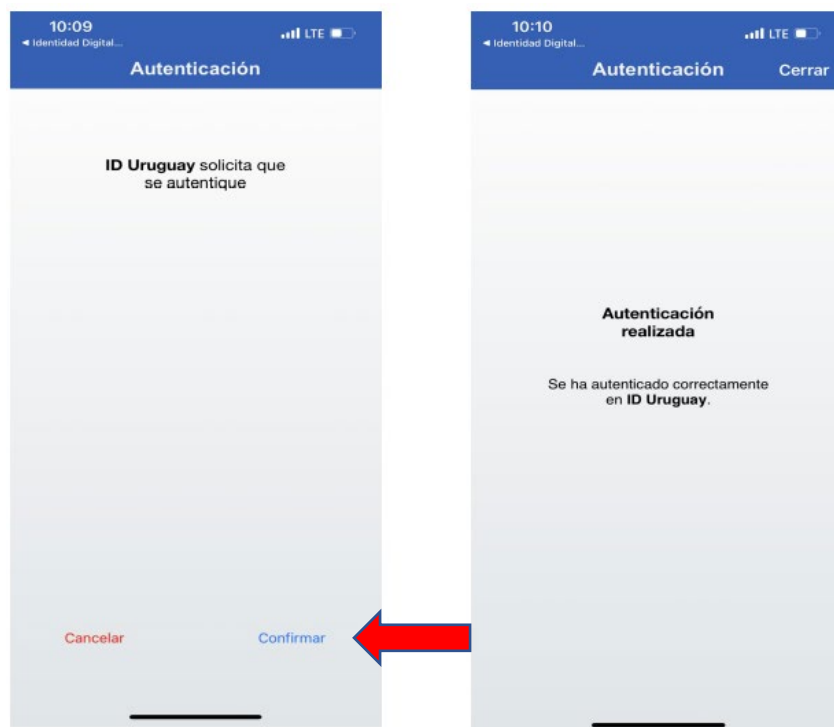 10:09
LTE
◄ Identidad Digital...
Autenticación
ID Uruguay solicita que
se autentique
Cancelar
Confirmar
10:10
LTE
◄ Identidad Digital...
Autenticación
Cerrar
Autenticación
realizada
Se ha autenticado correctamente
en ID Uruguay.